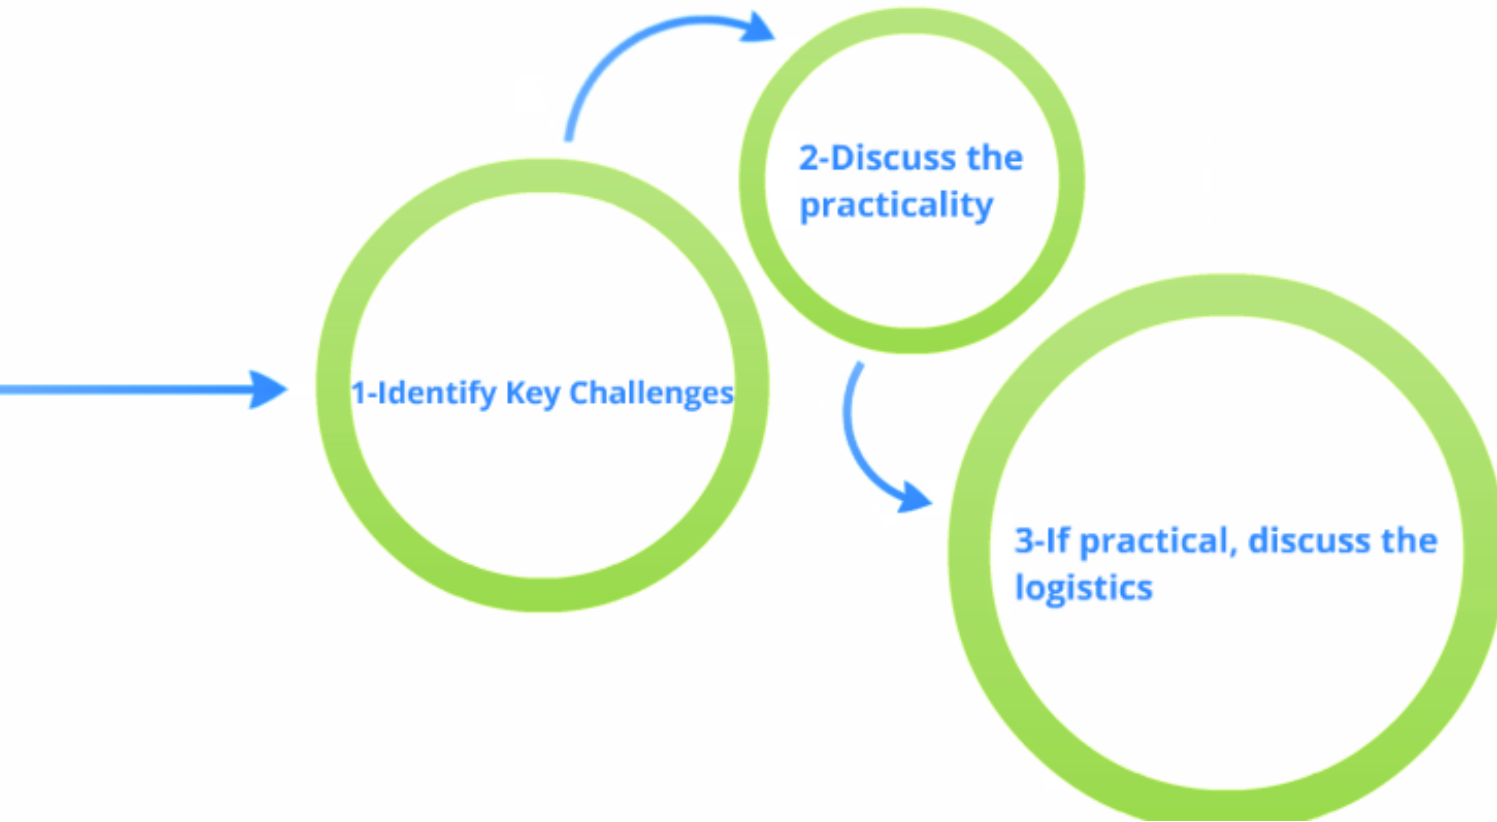 1-Identify Key Challenges
2-Discuss the
practicality
3-If practical, discuss the
logistics